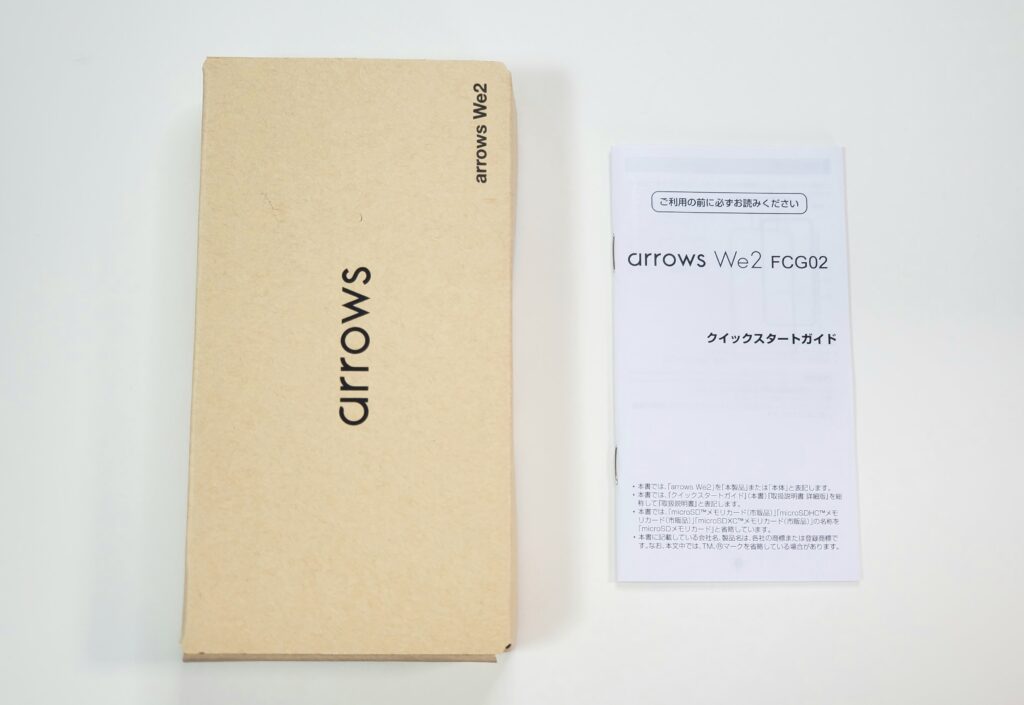 arrows We2
arrows
ご利用の前に必ずお読みください
arrows We2 FCG02
クイックスタートガイド
・本書では、「arrows We2」を「本製品」または「本体」と表記します。
・本書では、『クイックスタートガイド』（本書）『取扱説明書 詳細版』を総
称して『取扱説明書』と表記します。
・本書では、「microSD™メモリカード（市販品）」「microSDHC™メモ
リカード（市販品）」「microSDXC™メモリカード（市販品）」の名称を
「microSDメモリカード」と省略しています。
・本書に記載している会社名、製品名は、各社の商標または登録商標で
す。なお、本文中では、TM、®マークを省略している場合があります。